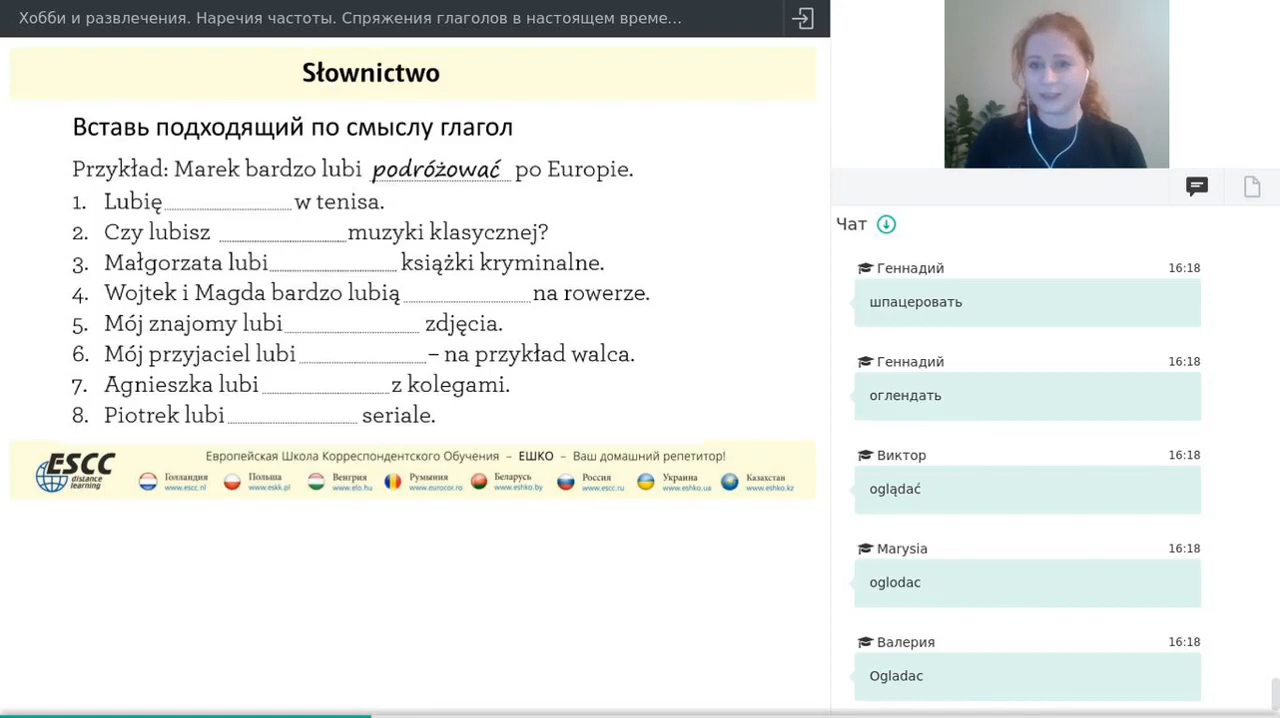 Хобби и развлечения. Наречия частоты. Спряжения глаголов в настоящем време...
Słownictwo
Вставь подходящий по смыслу глагол
Przykład: Marek bardzo lubi podróżować po Europie.
1. Lubię w tenisa.
2. Czy lubisz muzyki klasycznej?
3. Małgorzata lubi książki kryminalne.
4. Wojtek i Magda bardzo lubią na rowerze.
5. Mój znajomy lubi zdjęcia.
6. Mój przyjaciel lubi – na przykład walca.
7. Agnieszka lubi z kolegami.
8. Piotrek lubi seriale.
ESCC distance learning
Европейская Школа Корреспондентского Обучения – ЕШКО – Ваш домашний репетитор!
Голландия Польша Венгрия Румыния Беларусь Россия Украина Казахстан
www.escc.nl www.eskk.pl www.elo.hu www.eurocor.ro www.eshko.by www.escc.ru www.eshko.ua www.eshko.kz
Чат
Геннадий 16:18
шпацеровать
Геннадий 16:18
оглендать
Виктор 16:18
oglądać
Marysia 16:18
oglodac
Валерия 16:18
Ogladac